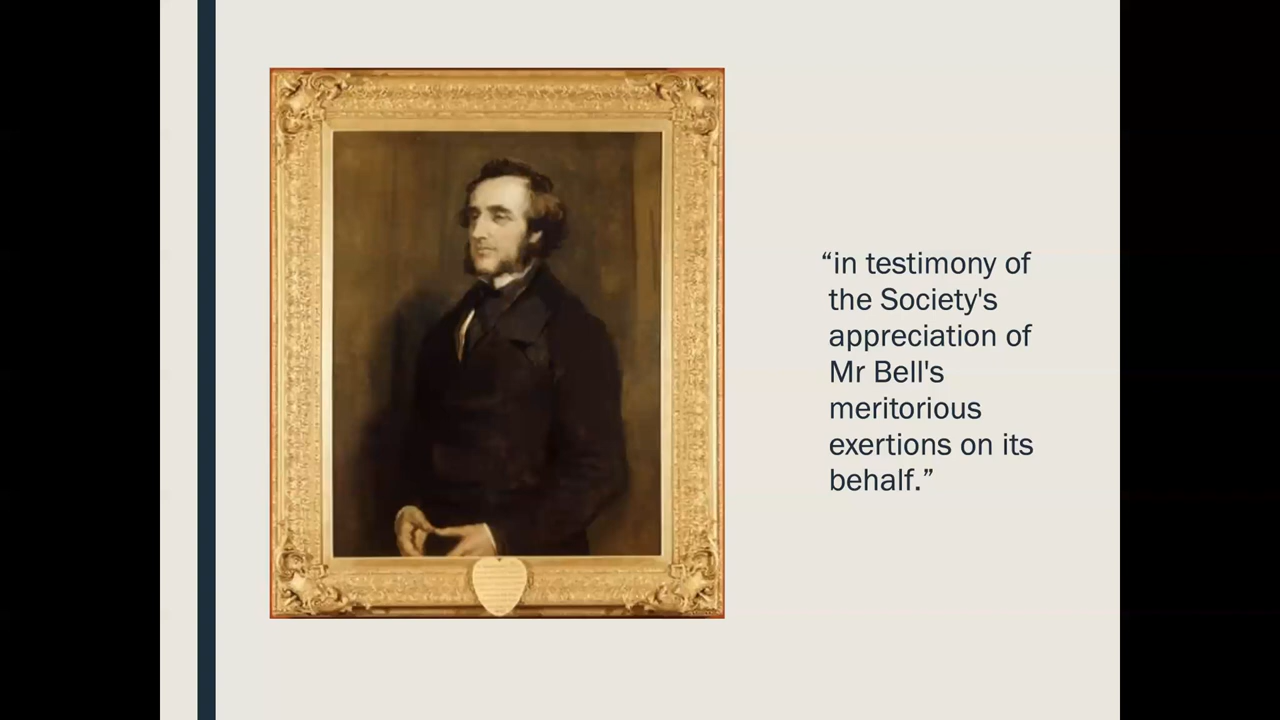 “in testimony of
the Society's
appreciation of
Mr Bell's
meritorious
exertions on its
behalf.”